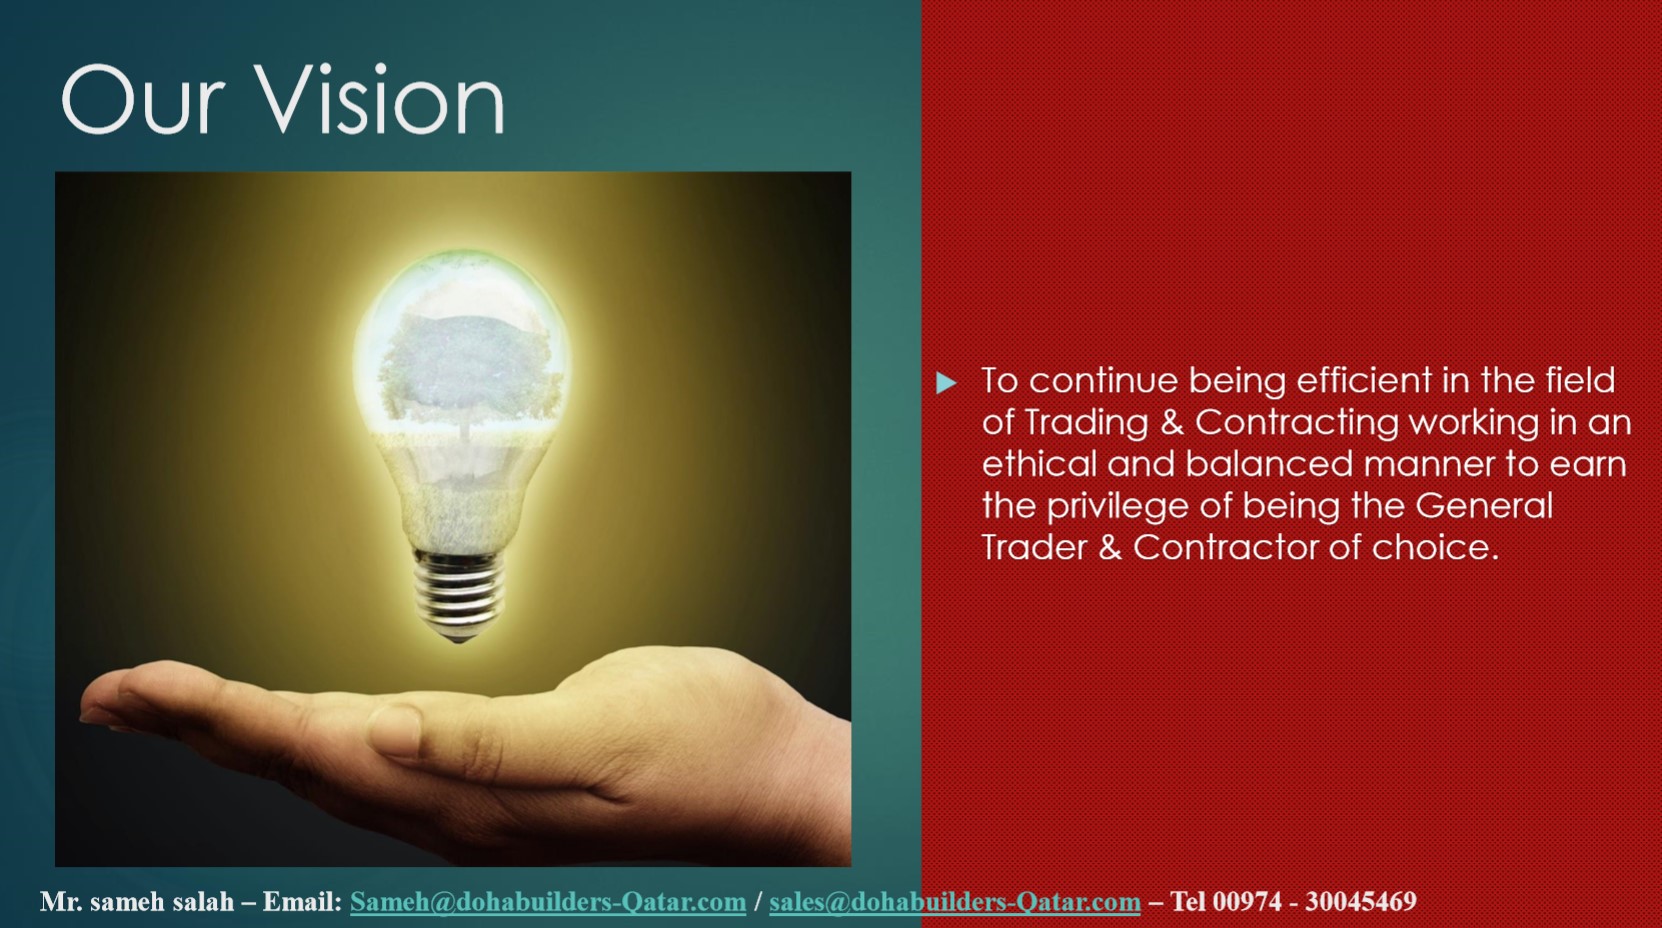 Our Vision
To continue being efficient in the field
of Trading & Contracting working in an
ethical and balanced manner to earn
the privilege of being the General
Trader & Contractor of choice.
Mr. sameh salah – Email: Sameh@dohabuilders-Qatar.com / sales@dohabuilders-Qatar.com – Tel 00974 - 30045469